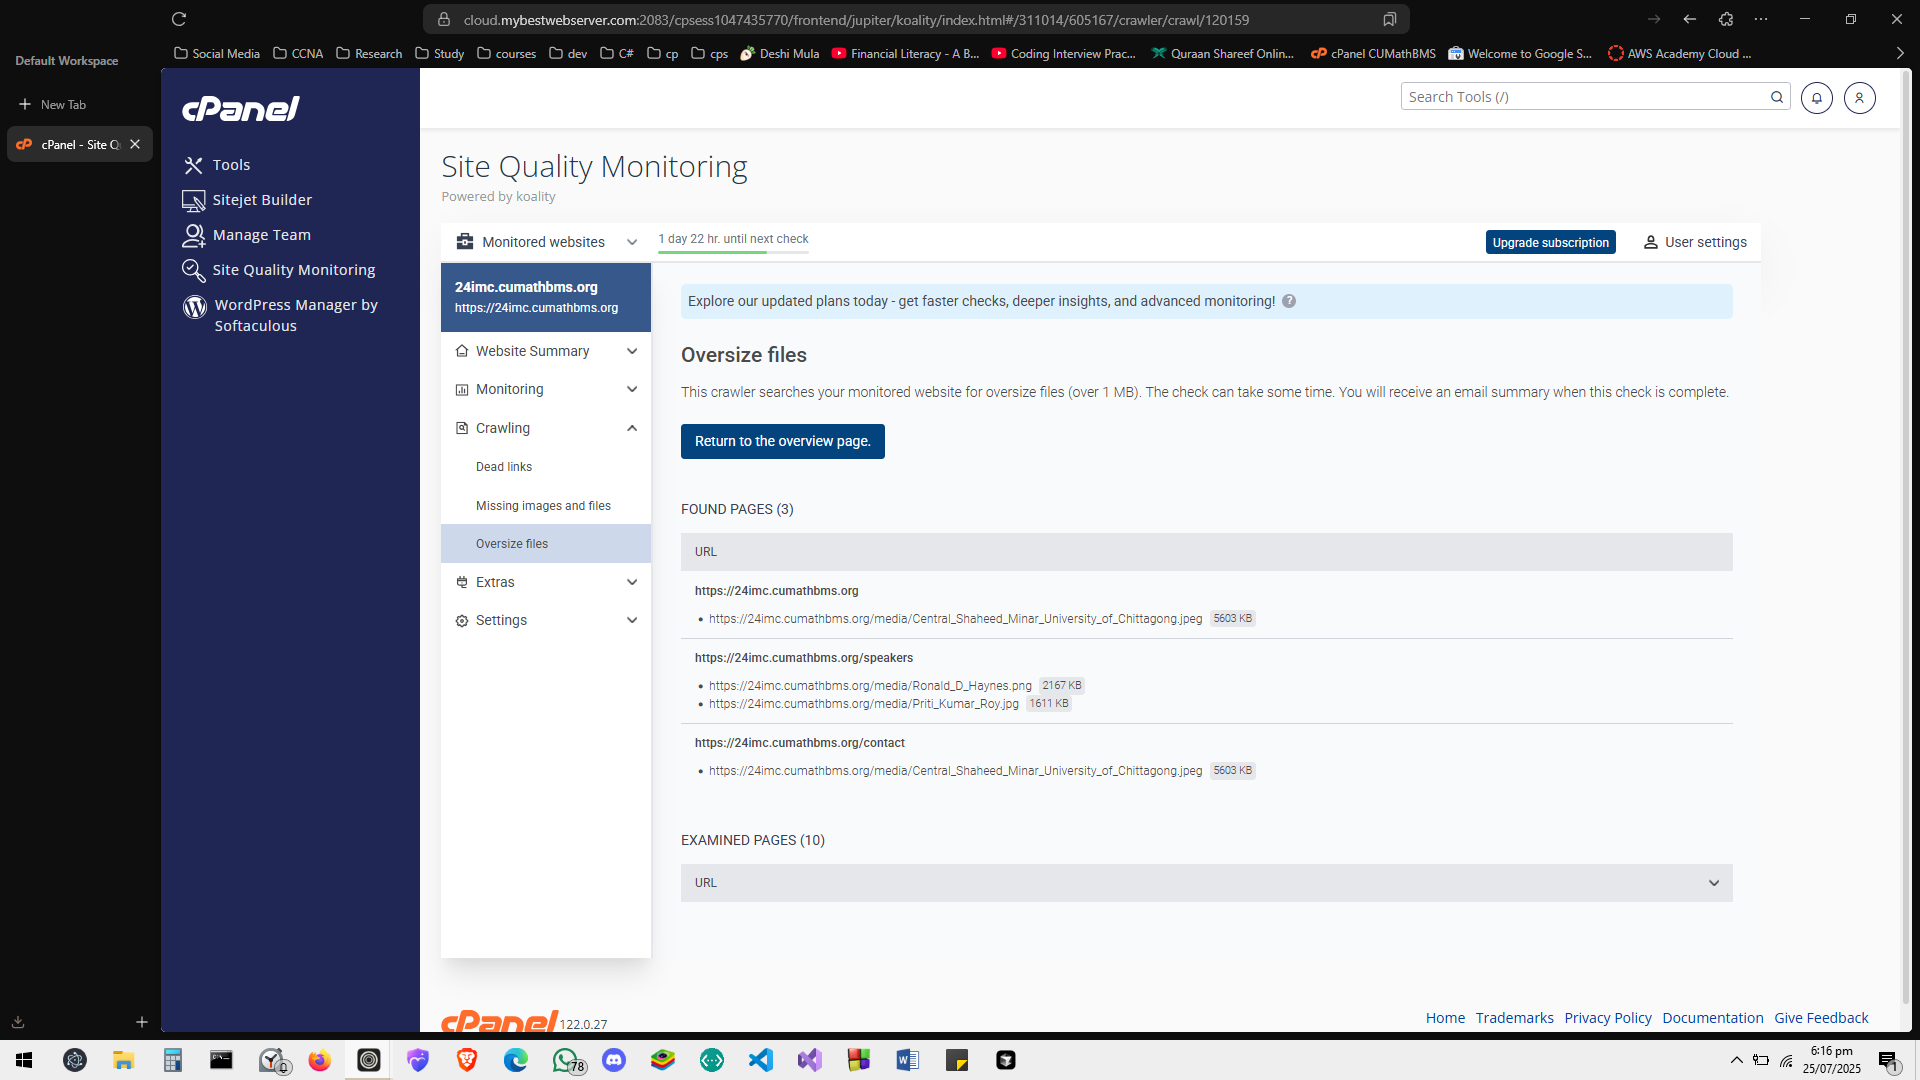 cloud.mybestwebserver.com:2083/cpsess1047435770/frontend/jupiter/koality/index.html#/311014/605167/crawler/crawl/120159
Default Workspace
Social Media
CCNA
Research
Study
courses
dev
C#
cp
cps
Deshi Mula
Financial Literacy - A B...
Coding Interview Prac...
Quraan Shareef Onlin...
cPanel CUMathBMS
Welcome to Google S...
AWS Academy Cloud ...
New Tab
cPanel - Site Q
cPanel
Search Tools (/)
Tools
Sitejet Builder
Manage Team
Site Quality Monitoring
WordPress Manager by
Softaculous
Site Quality Monitoring
Powered by koality
Monitored websites
1 day 22 hr. until next check
Upgrade subscription
User settings
24imc.cumathbms.org
https://24imc.cumathbms.org
Website Summary
Monitoring
Crawling
Dead links
Missing images and files
Oversize files
Extras
Settings
Explore our updated plans today - get faster checks, deeper insights, and advanced monitoring! ?
Oversize files
This crawler searches your monitored website for oversize files (over 1 MB). The check can take some time. You will receive an email summary when this check is complete.
Return to the overview page.
FOUND PAGES (3)
URL
https://24imc.cumathbms.org
• https://24imc.cumathbms.org/media/Central_Shaheed_Minar_University_of_Chittagong.jpeg 5603 KB
https://24imc.cumathbms.org/speakers
• https://24imc.cumathbms.org/media/Ronald_D_Haynes.png 2167 KB
• https://24imc.cumathbms.org/media/Priti_Kumar_Roy.jpg 1611 KB
https://24imc.cumathbms.org/contact
• https://24imc.cumathbms.org/media/Central_Shaheed_Minar_University_of_Chittagong.jpeg 5603 KB
EXAMINED PAGES (10)
URL
cPanel 122.0.27
Home
Trademarks
Privacy Policy
Documentation
Give Feedback
78
6:16 pm
25/07/2025
1